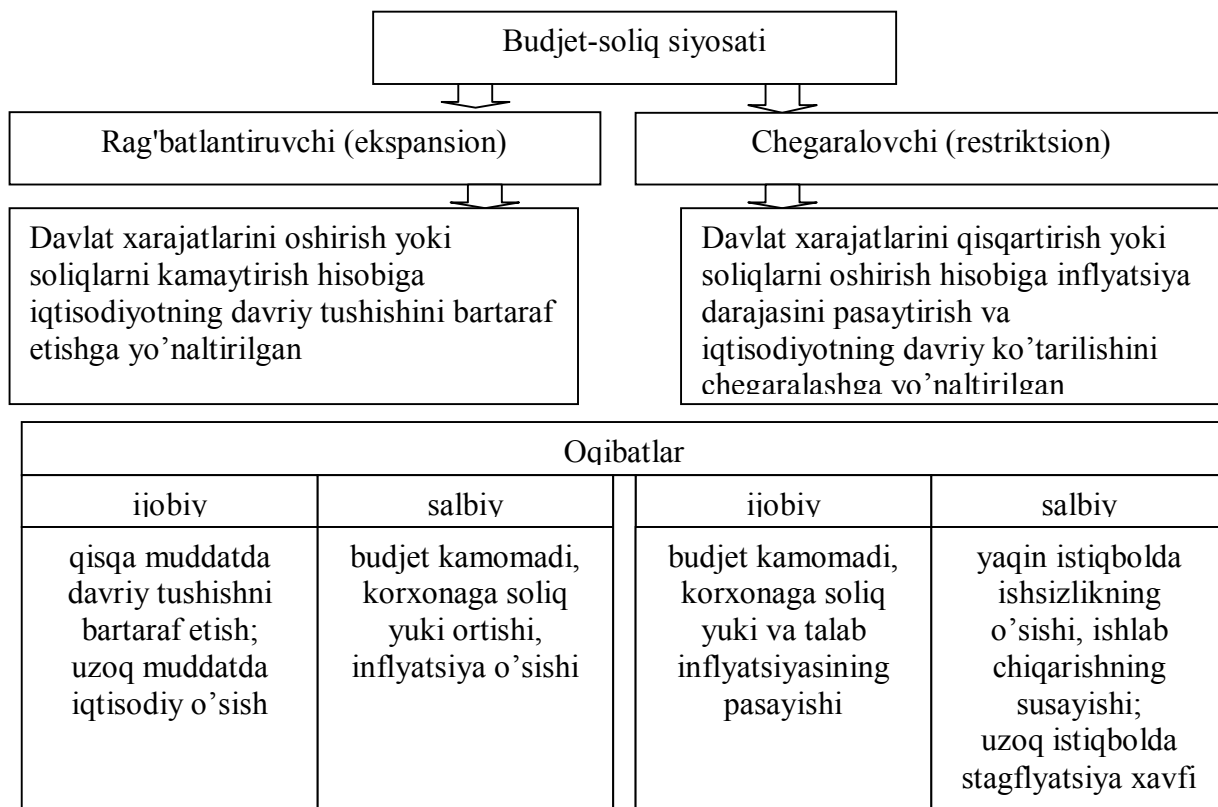 Budjet-soliq siyosati
Rag'batlantiruvchi (ekspansion)
Chegaralovchi (restriktsion)
Davlat xarajatlarini oshirish yoki
soliqlarni kamaytirish hisobiga
iqtisodiyotning davriy tushishini bartaraf
etishga yo’naltirilgan
Davlat xarajatlarini qisqartirish yoki
soliqlarni oshirish hisobiga inflyatsiya
darajasini pasaytirish va
iqtisodiyotning davriy ko’tarilishini
chegaralashga yo’naltirilgan
Oqibatlar
ijobiy
salbiy
ijobiy
salbiy
qisqa muddatda
davriy tushishni
bartaraf etish;
uzoq muddatda
iqtisodiy o’sish
budjet kamomadi,
korxonaga soliq
yuki ortishi,
inflyatsiya o’sishi
budjet kamomadi,
korxonaga soliq
yuki va talab
inflyatsiyasining
pasayishi
yaqin istiqbolda
ishsizlikning
o’sishi, ishlab
chiqarishning
susayishi;
uzoq istiqbolda
stagflyatsiya xavfi